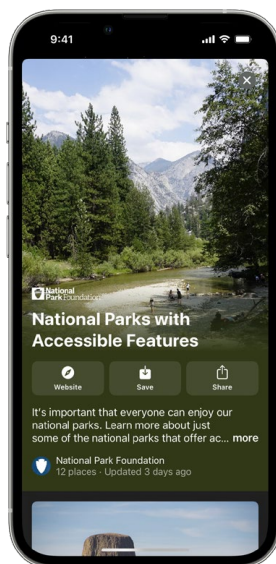 9:41
National
Park Foundation
National Parks with
Accessible Features
Website
Save
Share
It's important that everyone can enjoy our
national parks. Learn more about just
some of the national parks that offer ac... more
National Park Foundation
12 places · Updated 3 days ago